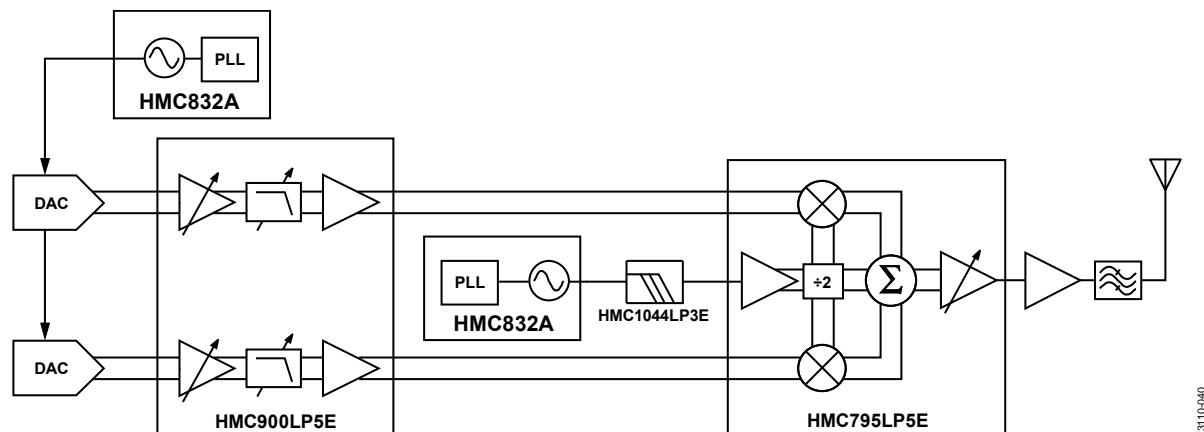 PLL
HMC832A
DAC
PLL
HMC832A
HMC1044LP3E
÷2
Σ
DAC
HMC900LP5E
HMC795LP5E
3110-040